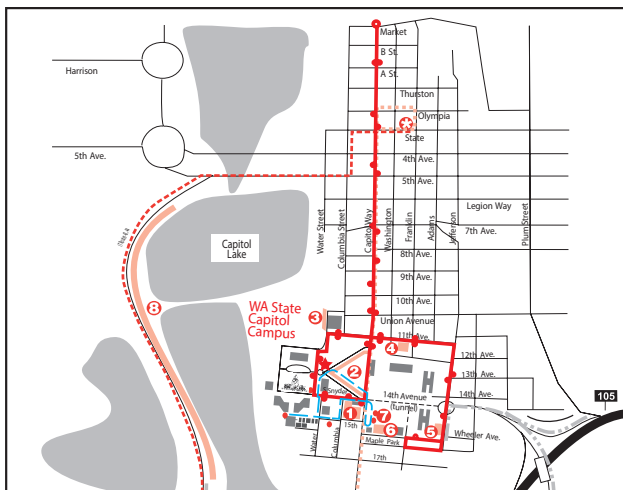 Market
B St.
Harrison
A St.
Thurston
Olympia
*
State
5th Ave.
4th Ave.
5th Ave.
Legion Way
7th Ave.
Water Street
Columbia Street
Capitol Way
Washington
Franklin
Adams
Jefferson
Plum Street
Capitol
Lake
8th Ave.
9th Ave.
10th Ave.
8
WA State
Capitol
Campus
3
Union Avenue
11th Ave.
4
12th Ave.
2
13th Ave.
Snyder
14th Avenue
(tunnel)
14th Ave.
105
1
7
15th
6
5
Wheeler Ave.
Water
Columbia
Maple Park
17th